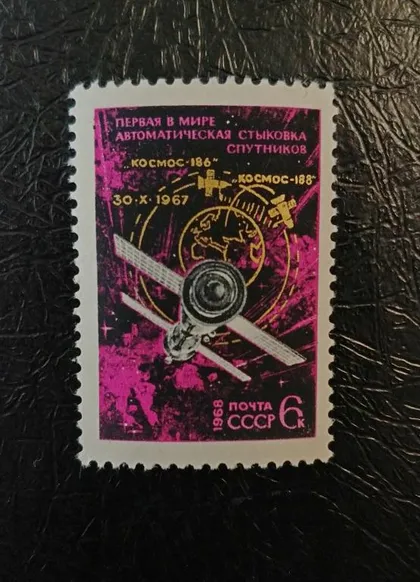 ПЕРВАЯ В МИРЕ
АВТОМАТИЧЕСКАЯ СТЫКОВКА
СПУТНИКОВ
„КОСМОС-186"
„КОСМОС-188"
30·X·1967
1968
ПОЧТА
СССР 6к